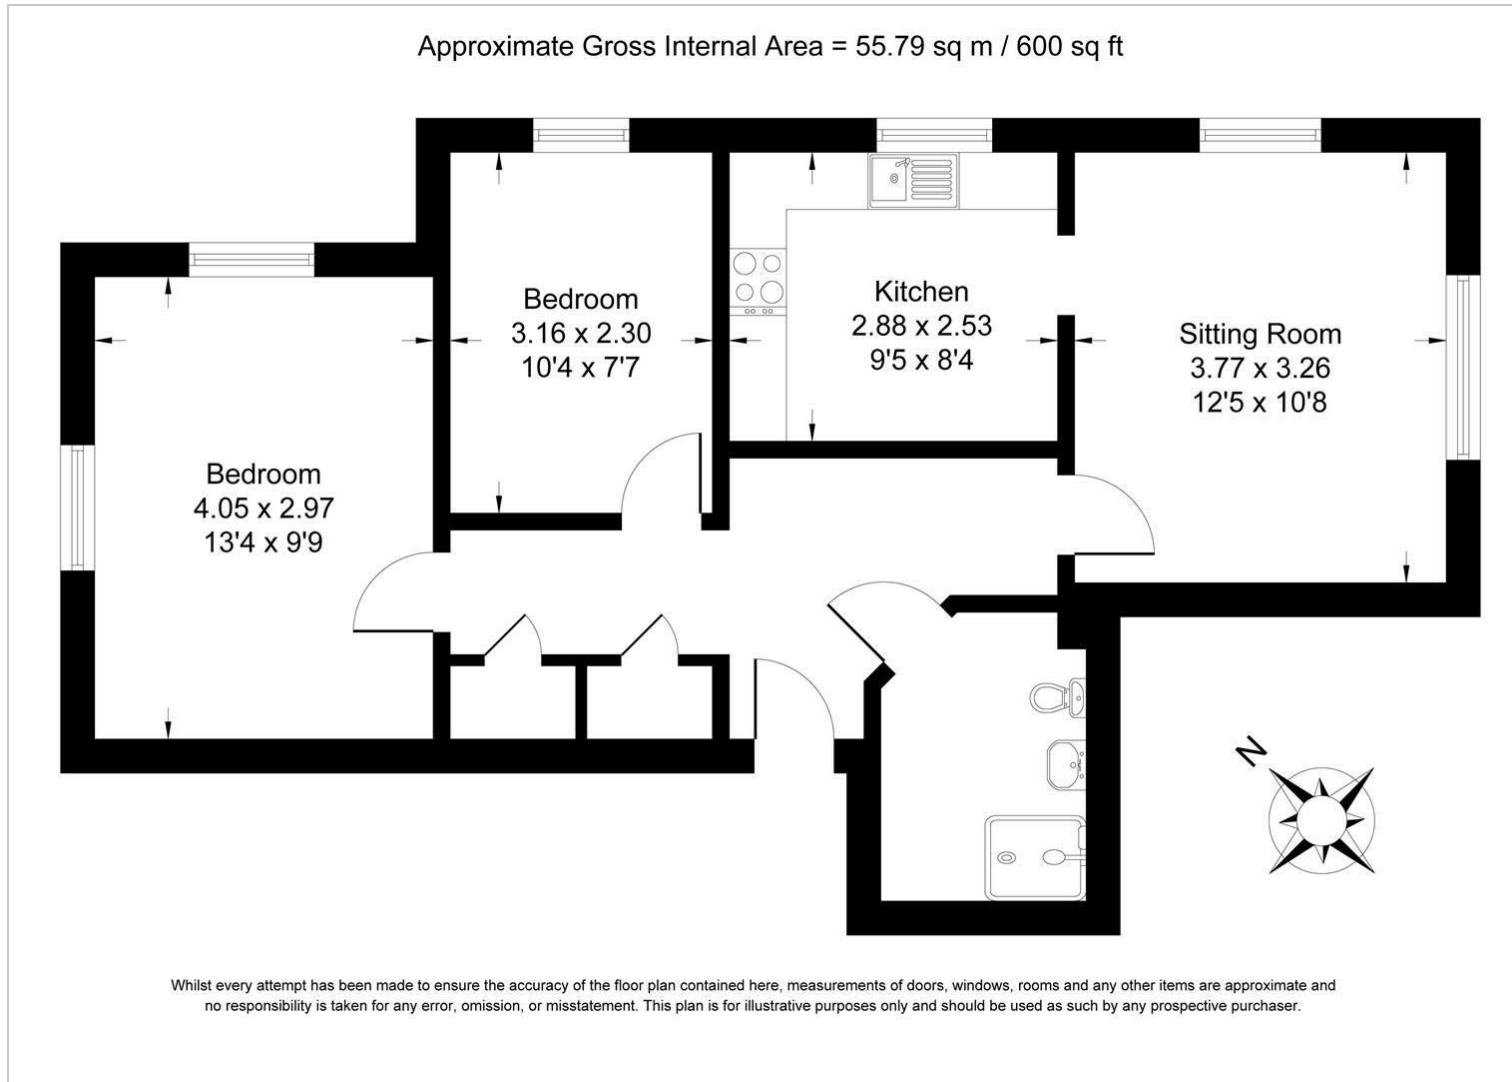 Approximate Gross Internal Area = 55.79 sq m / 600 sq ft
Bedroom
3.16 x 2.30
10'4 x 7'7
Kitchen
2.88 x 2.53
9'5 x 8'4
Sitting Room
3.77 x 3.26
12'5 x 10'8
Bedroom
4.05 x 2.97
13'4 x 9'9
N
Whilst every attempt has been made to ensure the accuracy of the floor plan contained here, measurements of doors, windows, rooms and any other items are approximate and
no responsibility is taken for any error, omission, or misstatement. This plan is for illustrative purposes only and should be used as such by any prospective purchaser.